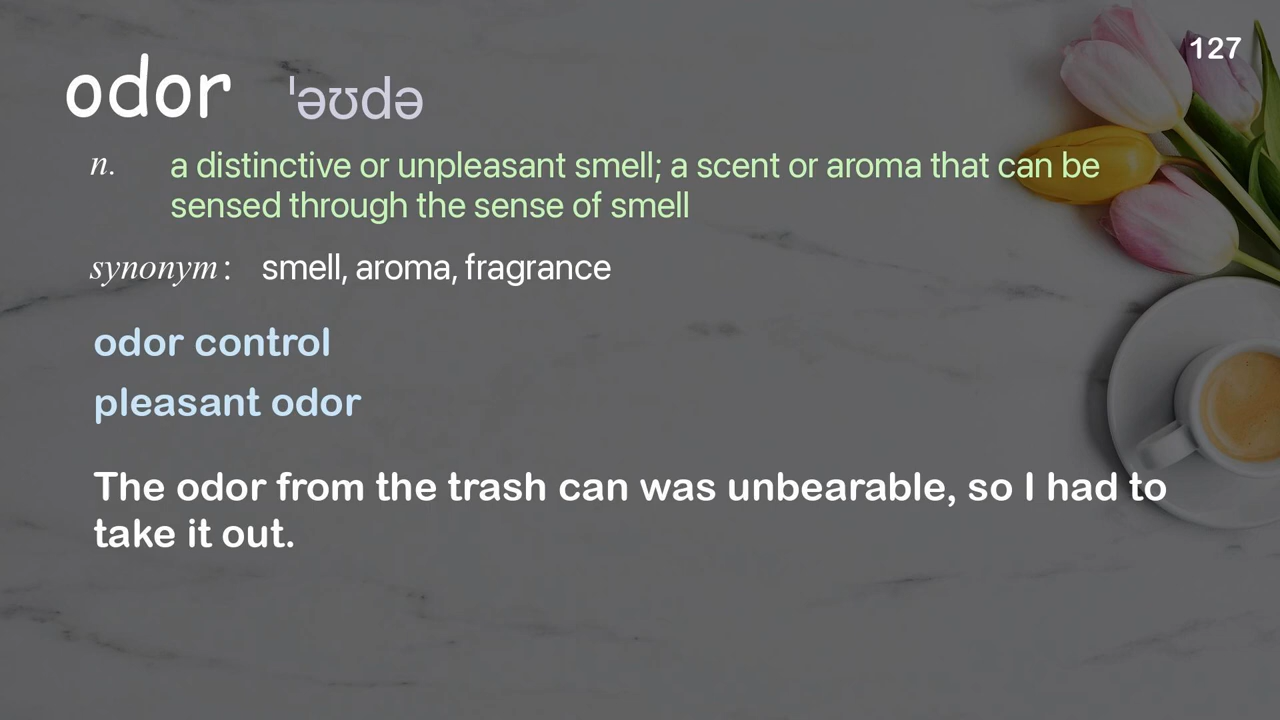 127
odor ˈəʊdə
n. a distinctive or unpleasant smell; a scent or aroma that can be
sensed through the sense of smell
synonym: smell, aroma, fragrance
odor control
pleasant odor
The odor from the trash can was unbearable, so I had to
take it out.